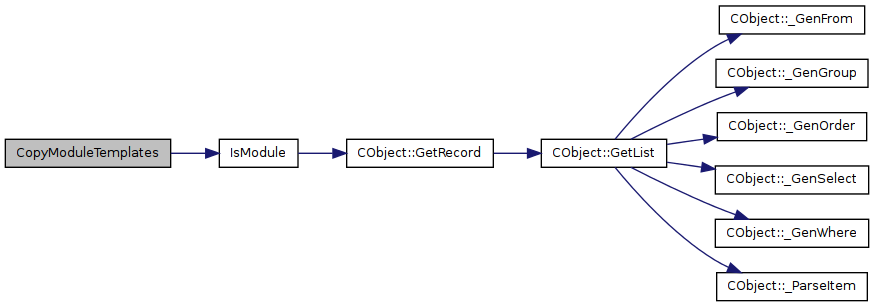 CopyModuleTemplates
IsModule
CObject::GetRecord
CObject::GetList
CObject::_GenFrom
CObject::_GenGroup
CObject::_GenOrder
CObject::_GenSelect
CObject::_GenWhere
CObject::_ParseItem